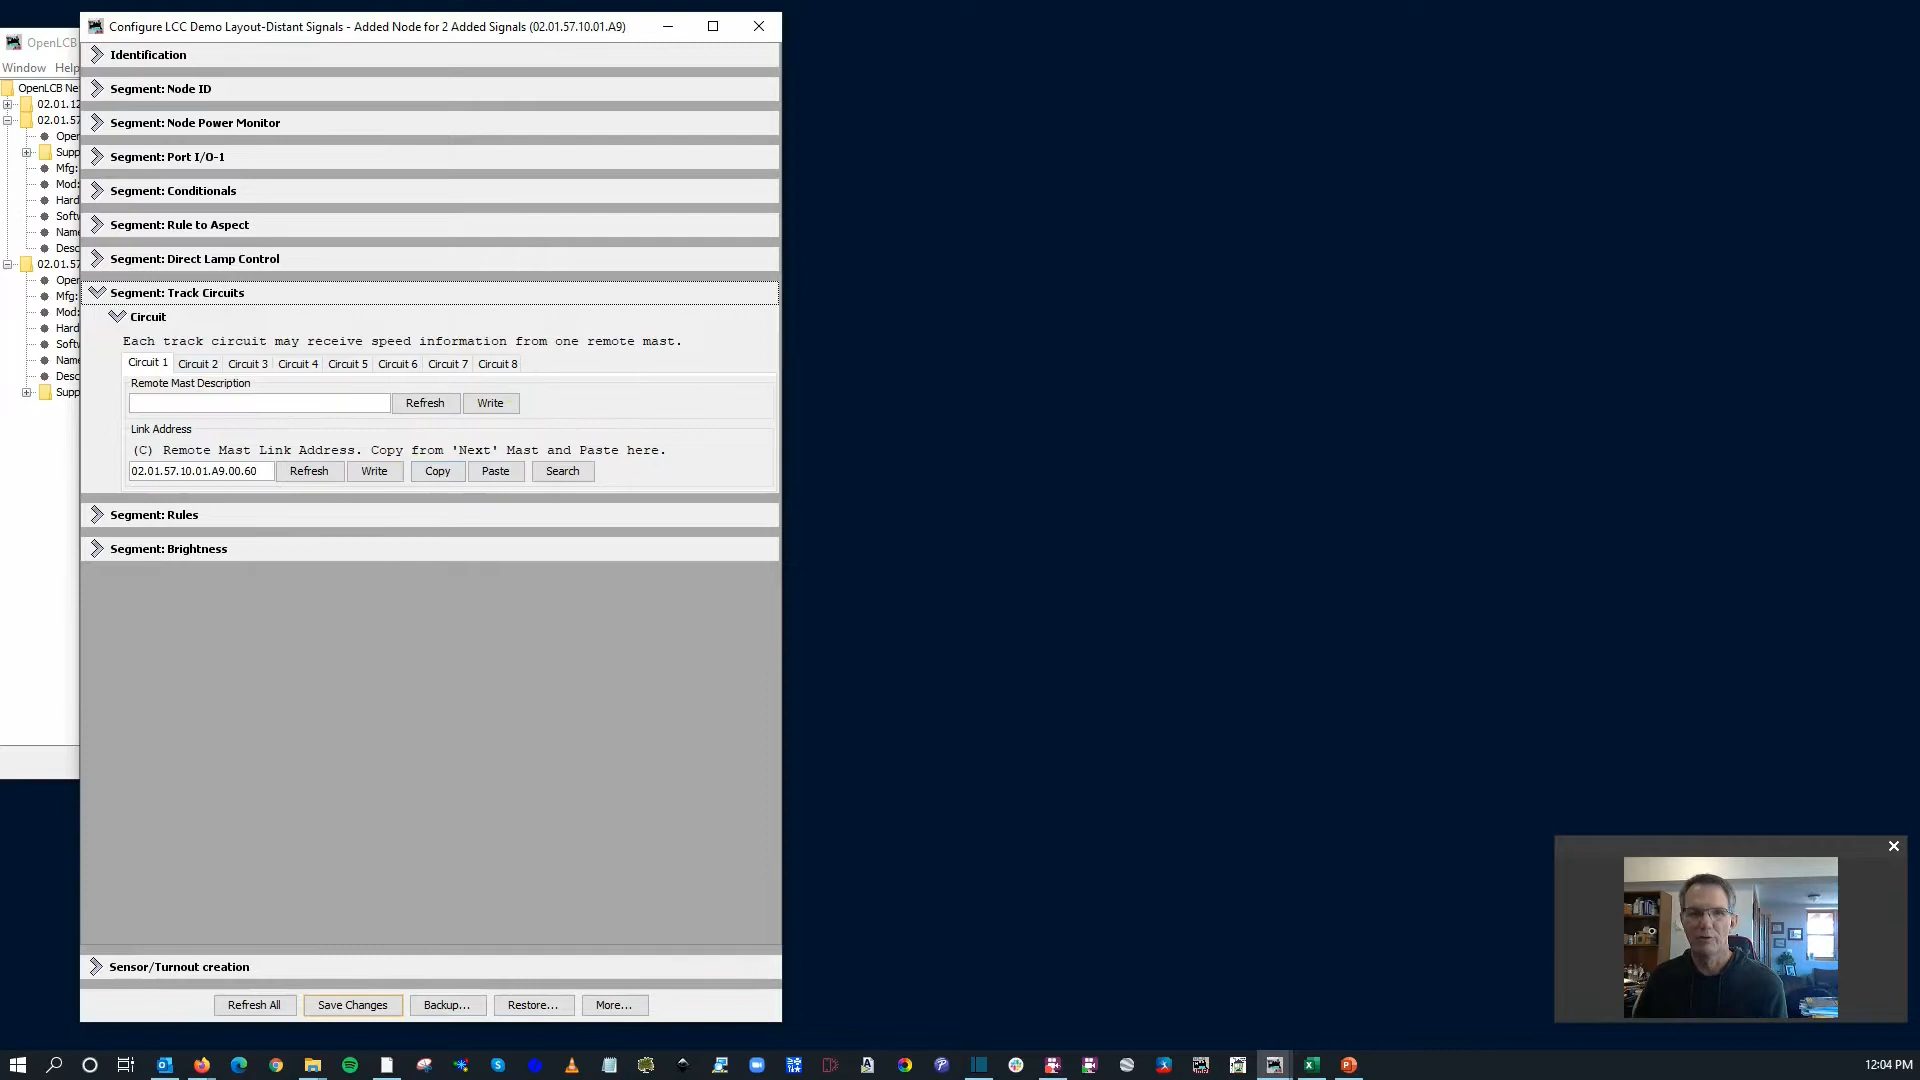 Configure LCC Demo Layout-Distant Signals - Added Node for 2 Added Signals (02.01.57.10.01.A9)
OpenLCB
Window Help
OpenLCB Ne
02.01.12
02.01.57
Oper
Supp
Mfg:
Mod:
Hard
Softw
Name
Desc
02.01.57
Oper
Mfg:
Mod:
Hard
Softw
Name
Desc
Supp
Identification
Segment: Node ID
Segment: Node Power Monitor
Segment: Port I/O-1
Segment: Conditionals
Segment: Rule to Aspect
Segment: Direct Lamp Control
Segment: Track Circuits
Circuit
Each track circuit may receive speed information from one remote mast.
Circuit 1 Circuit 2 Circuit 3 Circuit 4 Circuit 5 Circuit 6 Circuit 7 Circuit 8
Remote Mast Description
Refresh Write
Link Address
(C) Remote Mast Link Address. Copy from 'Next' Mast and Paste here.
02.01.57.10.01.A9.00.60 Refresh Write Copy Paste Search
Segment: Rules
Segment: Brightness
Sensor/Turnout creation
Refresh All Save Changes Backup... Restore... More...
12:04 PM